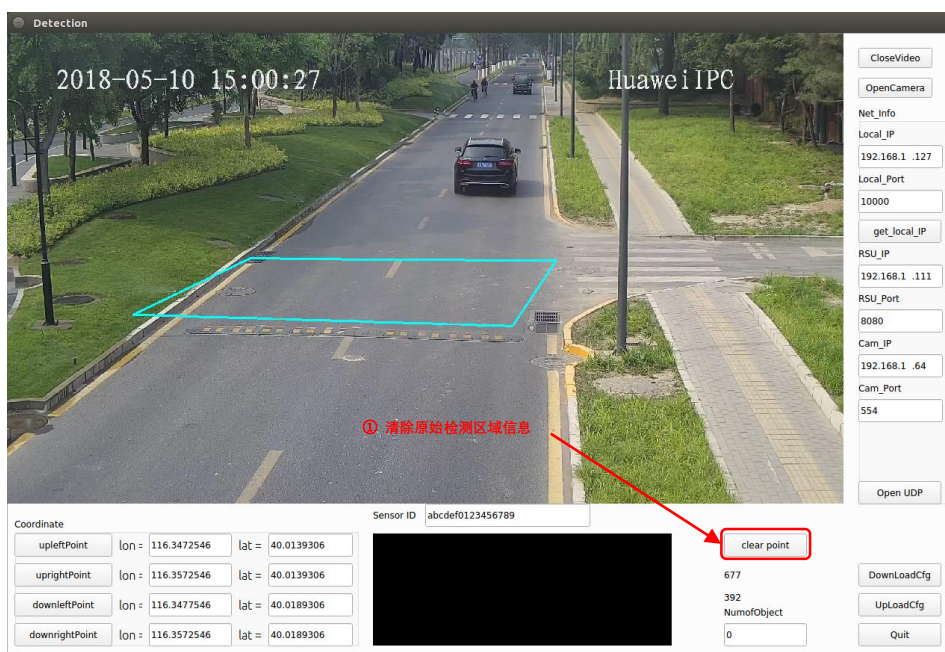 Detection
2018-05-10 15:00:27
HuaweiIPC
① 清除原始检测区域信息
CloseVideo
OpenCamera
Net_Info
Local_IP
192.168.1 .127
Local_Port
10000
get_local_IP
RSU_IP
192.168.1 .111
RSU_Port
8080
Cam_IP
192.168.1 .64
Cam_Port
554
Open UDP
Sensor ID abcdef0123456789
Coordinate
upleftPoint lon = 116.3472546 lat = 40.0139306
uprightPoint lon = 116.3572546 lat = 40.0139306
downleftPoint lon = 116.3477546 lat = 40.0189306
downrightPoint lon = 116.3572546 lat = 40.0189306
clear point
677
392
NumofObject
0
DownLoadCfg
UpLoadCfg
Quit